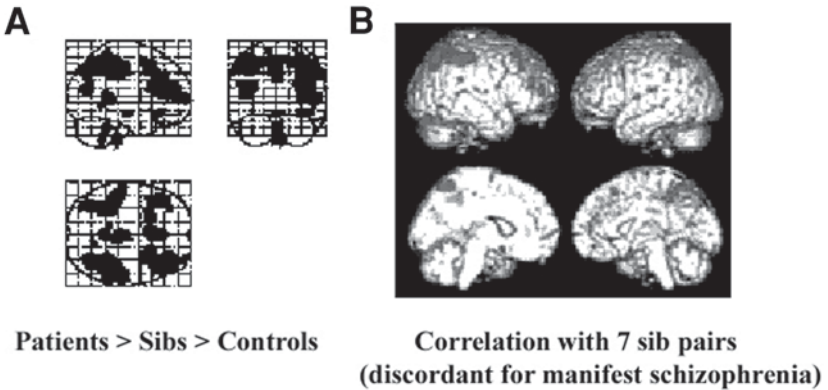 A
B
Patients > Sibs > Controls
Correlation with 7 sib pairs
(discordant for manifest schizophrenia)